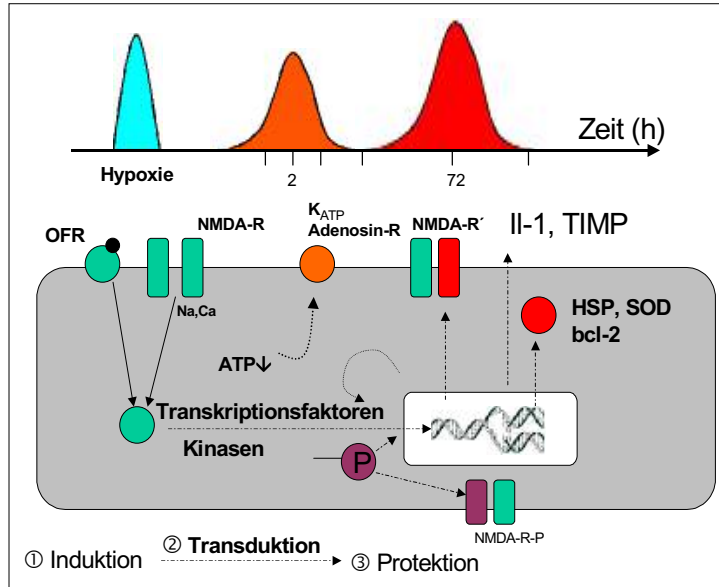 Zeit (h)
Hypoxie
2
72
K ATP
OFR
NMDA-R
Adenosin-R
NMDA-R´
Il-1, TIMP
Na,Ca
HSP, SOD
bcl-2
ATP↓
Transkriptionsfaktoren
Kinasen
P
NMDA-R-P
① Induktion
② Transduktion
③ Protektion